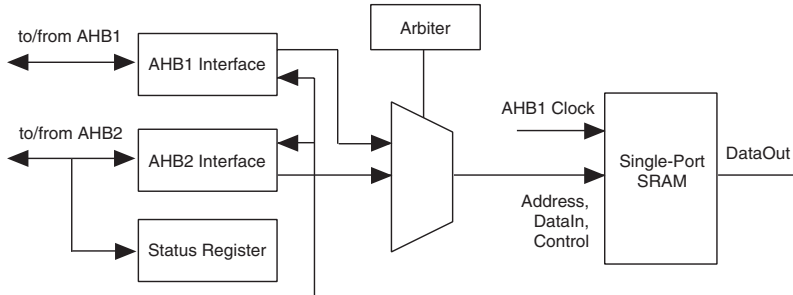 Arbiter
to/from AHB1
AHB1 Interface
AHB1 Clock
to/from AHB2
AHB2 Interface
Single-Port
SRAM
DataOut
Address,
DataIn,
Control
Status Register